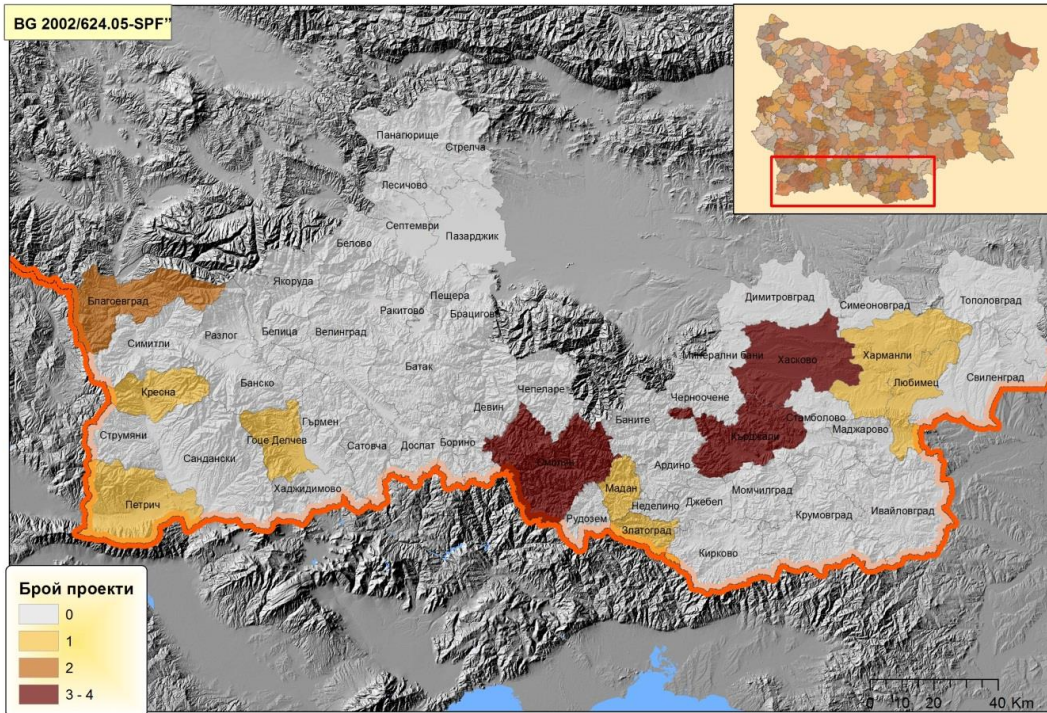 BG 2002/624.05-SPF”
Панагюрище
Стрелча
Лесичово
Септември
Пазарджик
Белово
Якоруда
Пещера
Ракитово
Брацигово
Благоевград
Разлог
Белица
Велинград
Симитли
Батак
Банско
Кресна
Димитровград
Симеоновград
Тополовград
Минерални бани
Хасково
Харманли
Любимец
Свиленград
Чепеларе
Девин
Баните
Черноочене
Стамболово
Маджарово
Гърмен
Гоце Делчев
Струмяни
Сандански
Сатовча
Доспат
Борино
Смолян
Кърджали
Ардино
Хаджидимово
Петрич
Мадан
Неделино
Джебел
Момчилград
Крумовград
Ивайловград
Рудозем
Златоград
Кирково
Брой проекти
0
1
2
3 - 4
0 10 20 40 Km